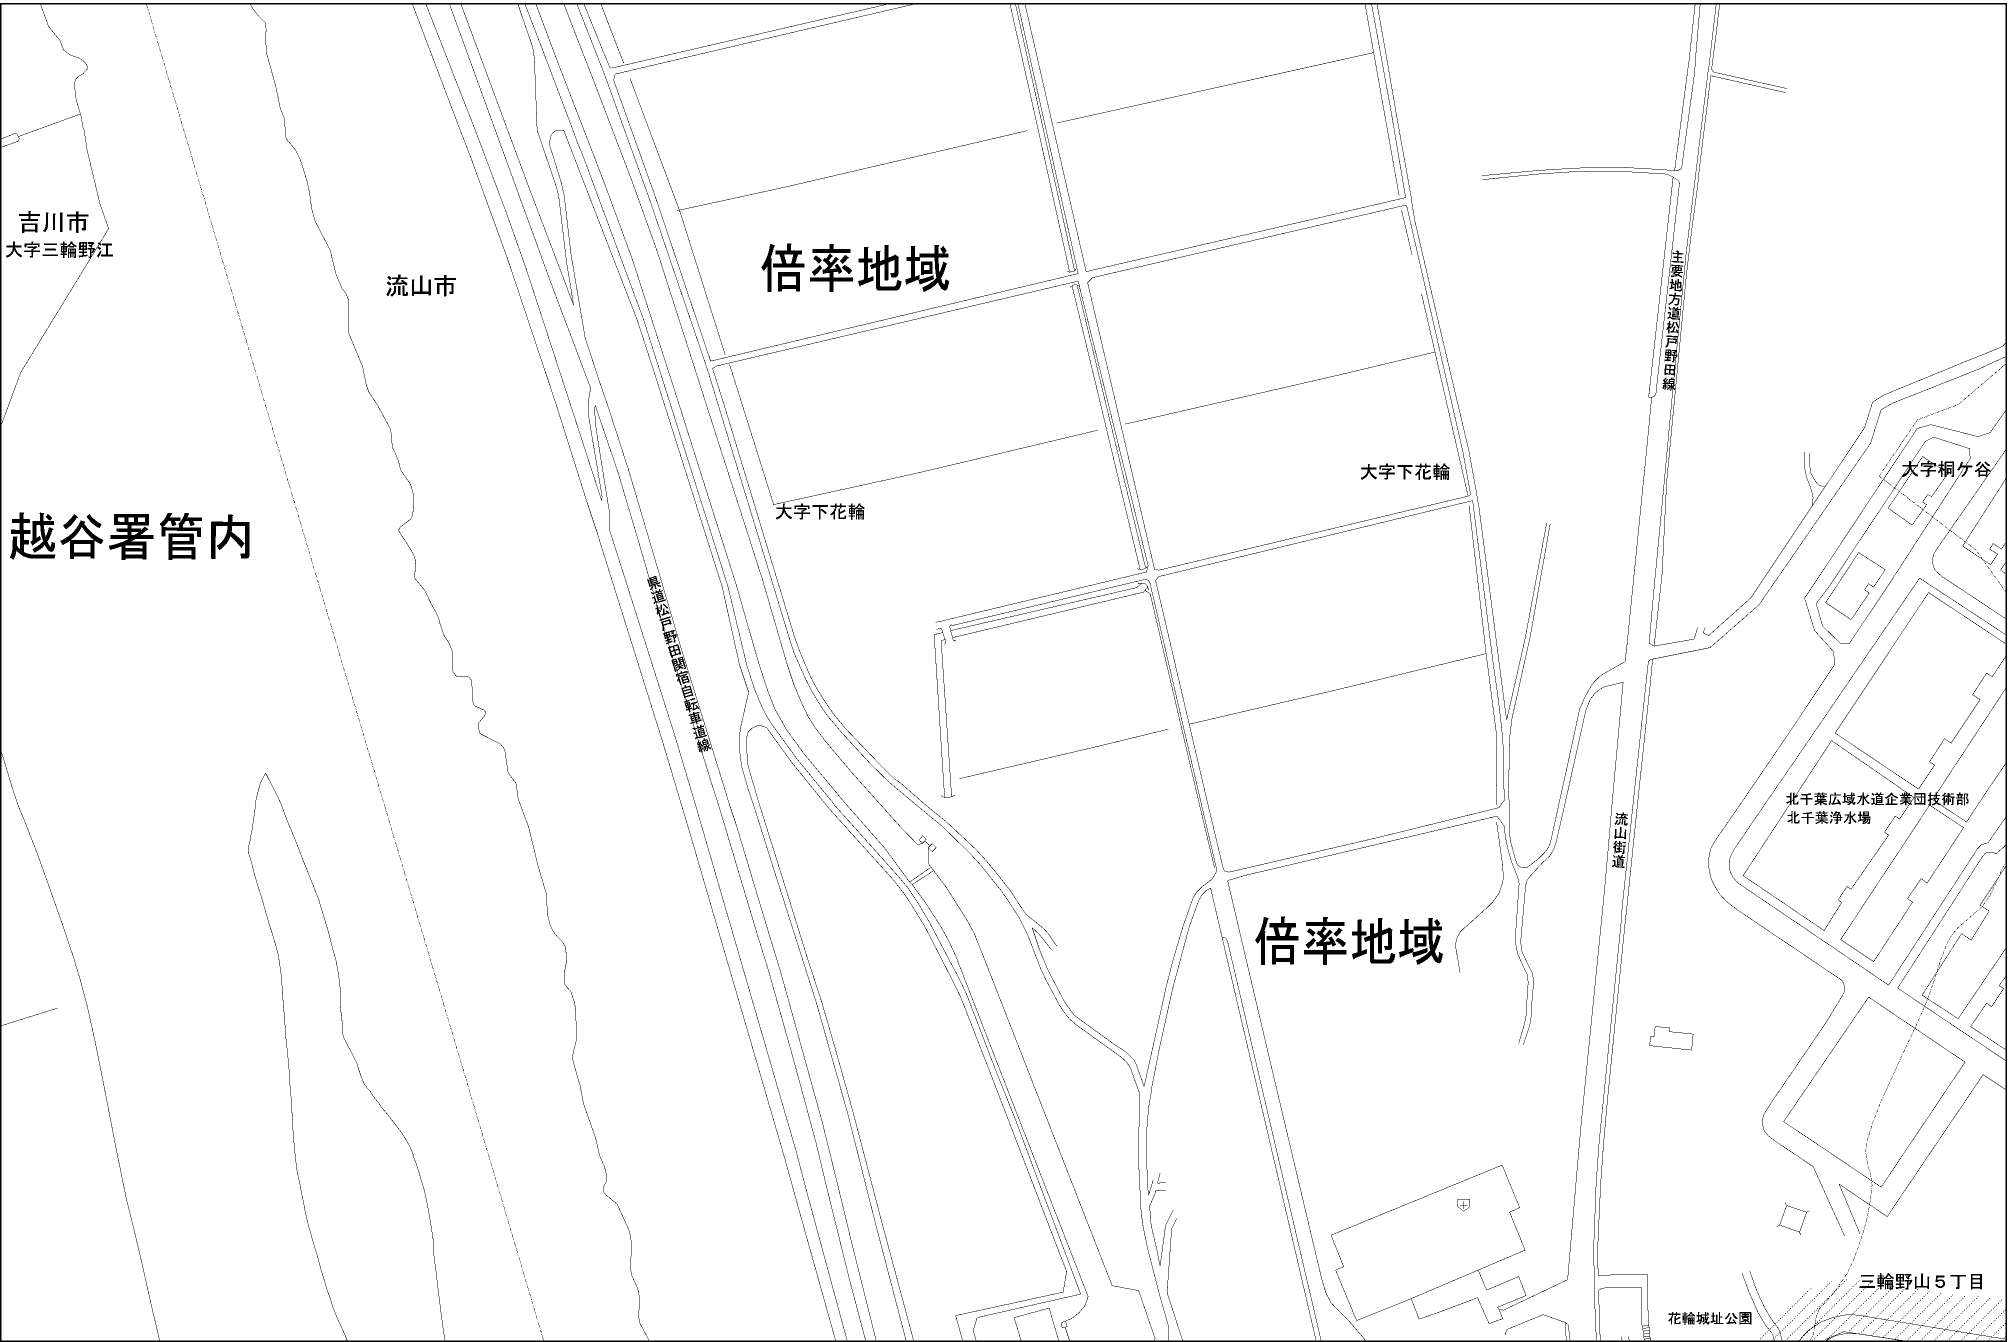 吉川市
大字三輪野江
流山市
倍率地域
主要地方道松戸野田線
大字桐ケ谷
大字下花輪
大字下花輪
越谷署管内
県道松戸野田関宿自転車道線
北千葉広域水道企業団技術部
北千葉浄水場
流山街道
倍率地域
三輪野山5丁目
花輪城址公園